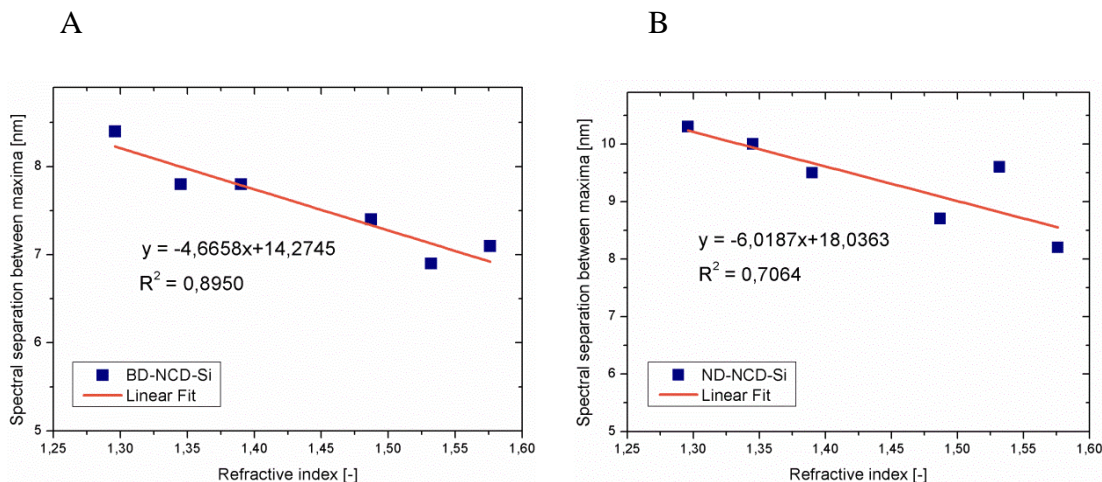 A
B
Spectral separation between maxima [nm]
8
7
6
5
y = -4,6658x+14,2745
R² = 0,8950
BD-NCD-Si
Linear Fit
1,25 1,30 1,35 1,40 1,45 1,50 1,55 1,60
Refractive index [-]
Spectral separation between maxima [nm]
10
9
8
7
6
5
y = -6,0187x+18,0363
R² = 0,7064
ND-NCD-Si
Linear Fit
1,25 1,30 1,35 1,40 1,45 1,50 1,55 1,60
Refractive index [-]